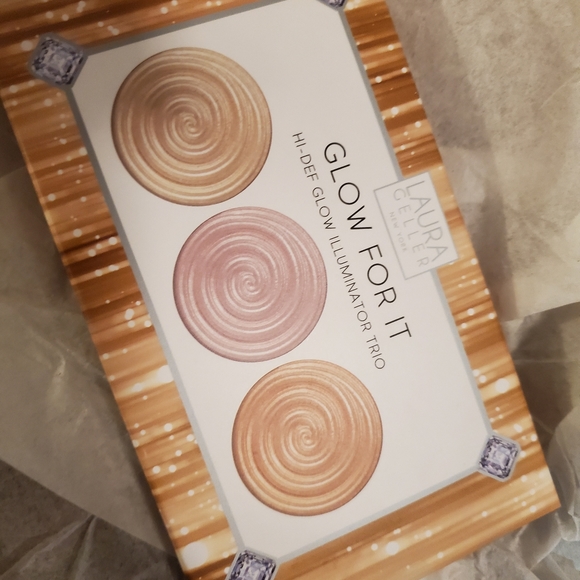 LAURA
GELLER
NEW YORK
GLOW FOR IT
HI-DEF GLOW ILLUMINATOR TRIO